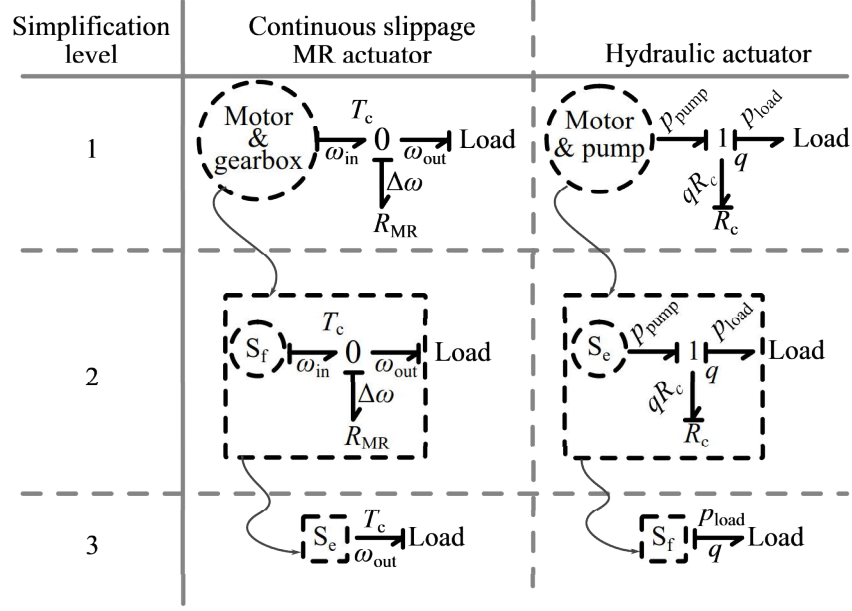 Simplification level
Continuous slippage MR actuator
Hydraulic actuator
1
Motor & gearbox
T_c
ω_in
0
ω_out
Load
Δω
R_MR
Motor & pump
p_pump
1
p_load
q
Load
qR_c
R_c
2
S_f
T_c
ω_in
0
ω_out
Load
Δω
R_MR
S_e
p_pump
1
p_load
q
Load
qR_c
R_c
3
S_e
T_c
ω_out
Load
S_f
p_load
q
Load